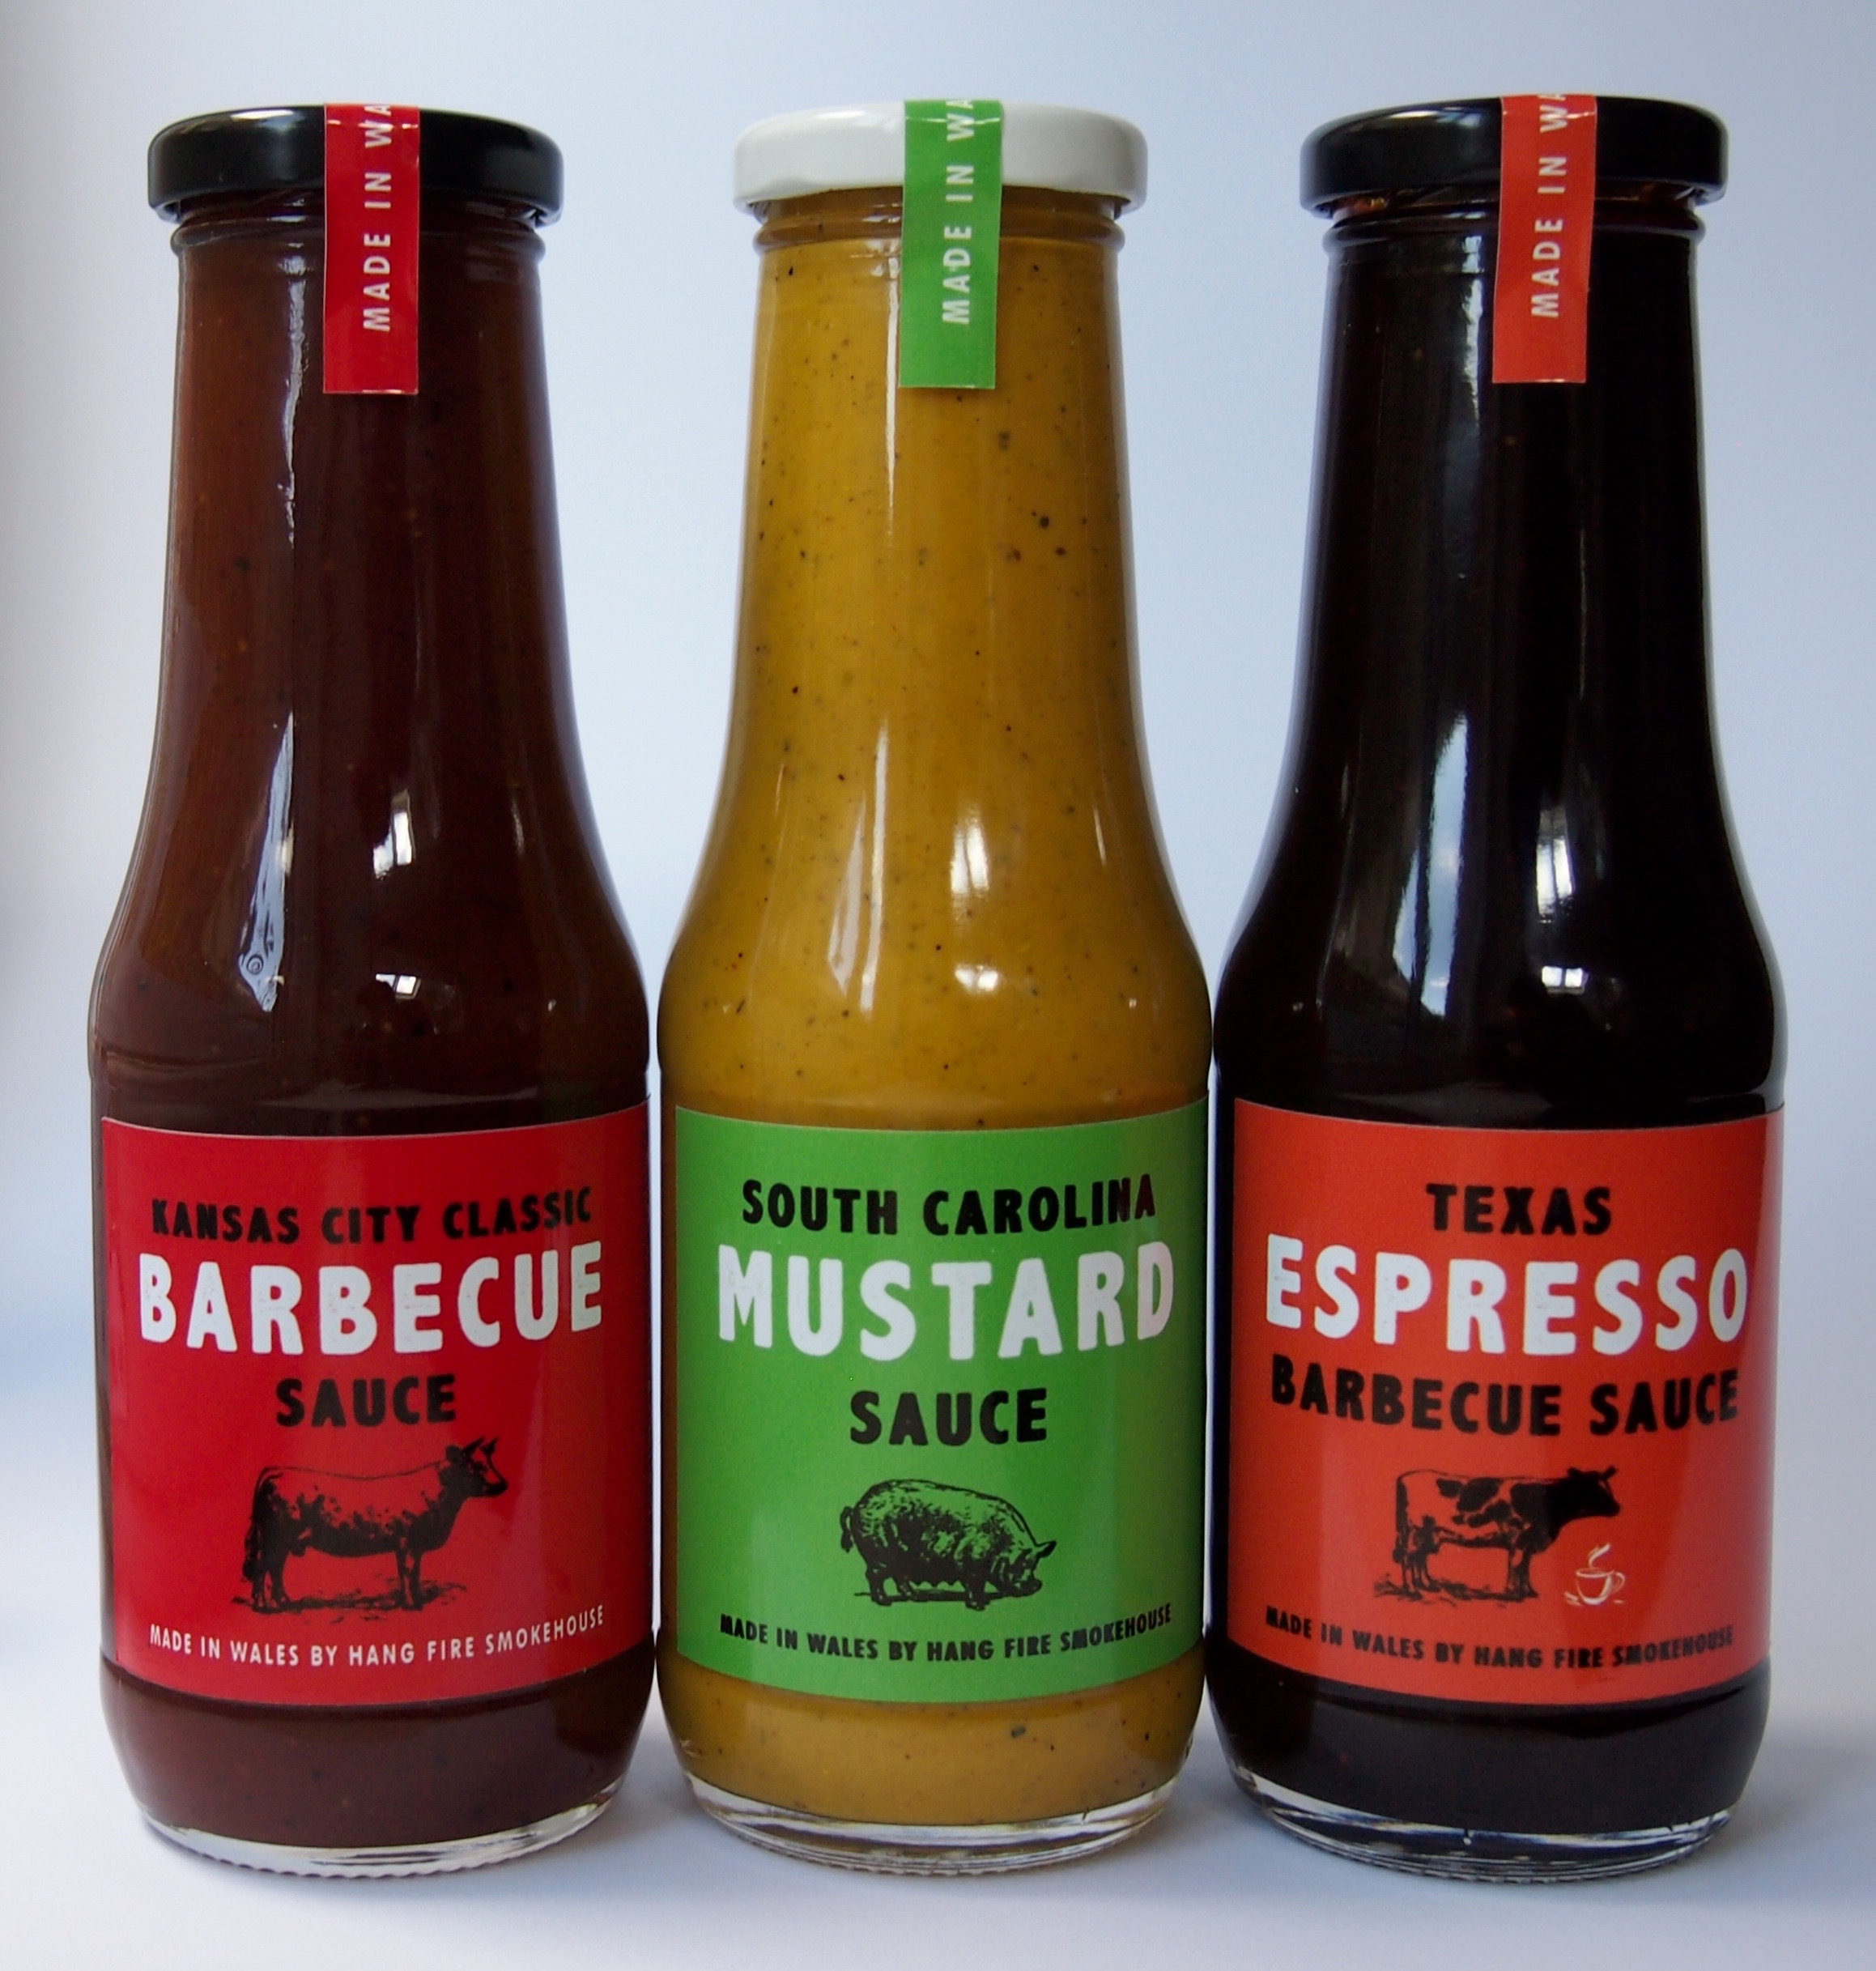 MADE IN WA
MADE IN WA
MADE IN WA
KANSAS CITY CLASSIC
BARBECUE
SAUCE
MADE IN WALES BY HANG FIRE SMOKEHOUSE
SOUTH CAROLINA
MUSTARD
SAUCE
MADE IN WALES BY HANG FIRE SMOKEHOUSE
TEXAS
ESPRESSO
BARBECUE SAUCE
MADE IN WALES BY HANG FIRE SMOKEHOUSE